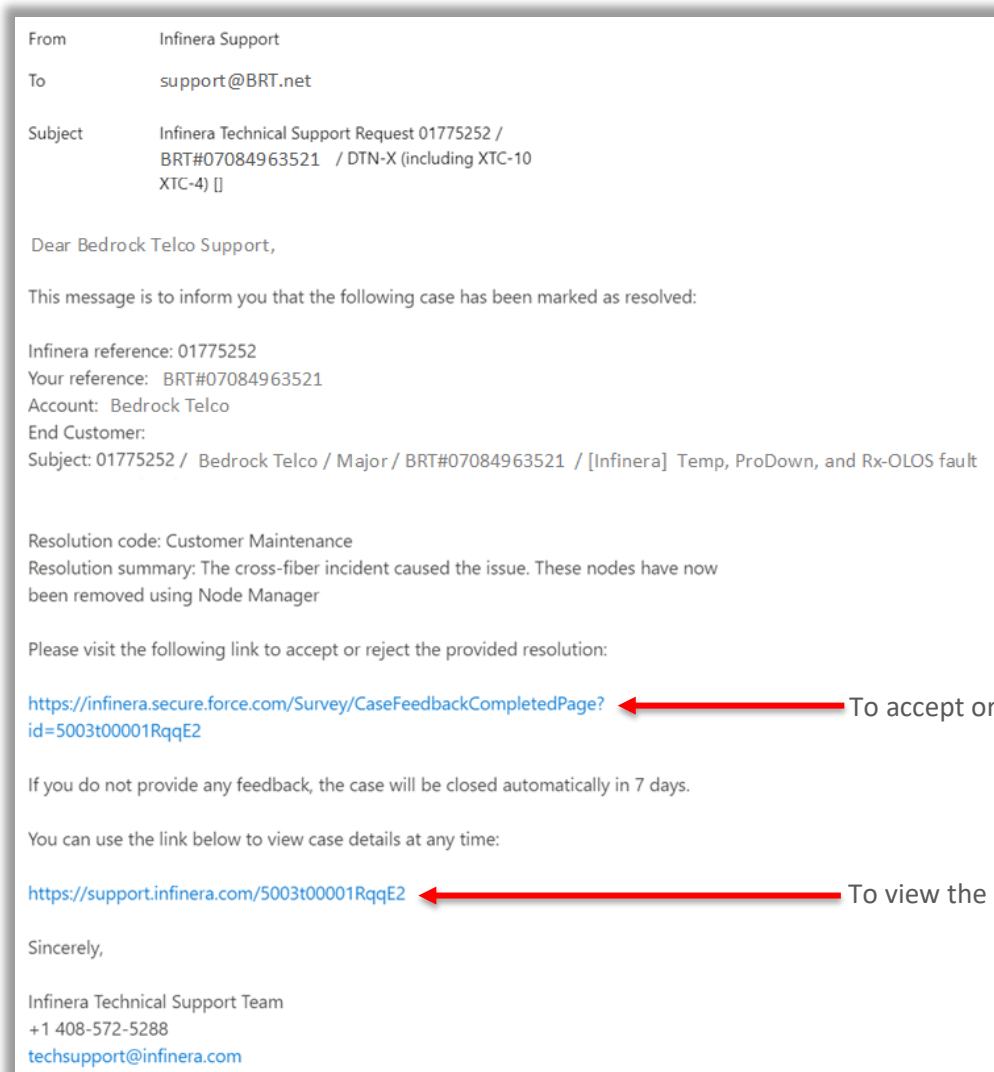 From Infinera Support
To support@BRT.net
Subject Infinera Technical Support Request 01775252 /
BRT#07084963521 / DTN-X (including XTC-10
XTC-4) []
Dear Bedrock Telco Support,
This message is to inform you that the following case has been marked as resolved:
Infinera reference: 01775252
Your reference: BRT#07084963521
Account: Bedrock Telco
End Customer:
Subject: 01775252 / Bedrock Telco / Major / BRT#07084963521 / [Infinera] Temp, ProDown, and Rx-OLOS fault
Resolution code: Customer Maintenance
Resolution summary: The cross-fiber incident caused the issue. These nodes have now
been removed using Node Manager
Please visit the following link to accept or reject the provided resolution:
https://infinera.secure.force.com/Survey/CaseFeedbackCompletedPage?
id=5003t00001RqqE2
To accept or
If you do not provide any feedback, the case will be closed automatically in 7 days.
You can use the link below to view case details at any time:
https://support.infinera.com/5003t00001RqqE2
To view the
Sincerely,
Infinera Technical Support Team
+1 408-572-5288
techsupport@infinera.com